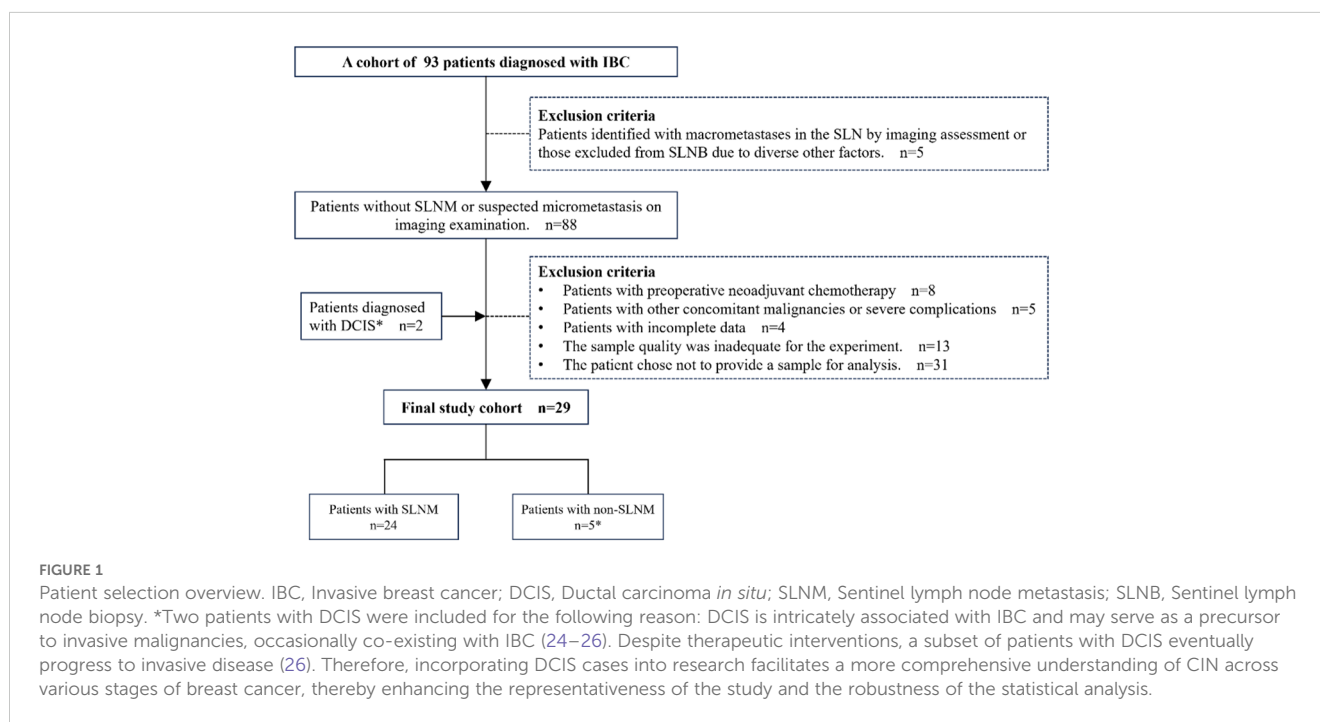 A cohort of 93 patients diagnosed with IBC
Exclusion criteria
Patients identified with macrometastases in the SLN by imaging assessment or
those excluded from SLNB due to diverse other factors. n=5
Patients without SLNM or suspected micrometastasis on
imaging examination. n=88
Exclusion criteria
• Patients with preoperative neoadjuvant chemotherapy n=8
• Patients with other concomitant malignancies or severe complications n=5
• Patients with incomplete data n=4
• The sample quality was inadequate for the experiment. n=13
• The patient chose not to provide a sample for analysis. n=31
Patients diagnosed
with DCIS* n=2
Final study cohort n=29
Patients with SLNM
n=24
Patients with non-SLNM
n=5*
FIGURE 1
Patient selection overview. IBC, Invasive breast cancer; DCIS, Ductal carcinoma in situ; SLNM, Sentinel lymph node metastasis; SLNB, Sentinel lymph
node biopsy. *Two patients with DCIS were included for the following reason: DCIS is intricately associated with IBC and may serve as a precursor
to invasive malignancies, occasionally co-existing with IBC (24–26). Despite therapeutic interventions, a subset of patients with DCIS eventually
progress to invasive disease (26). Therefore, incorporating DCIS cases into research facilitates a more comprehensive understanding of CIN across
various stages of breast cancer, thereby enhancing the representativeness of the study and the robustness of the statistical analysis.